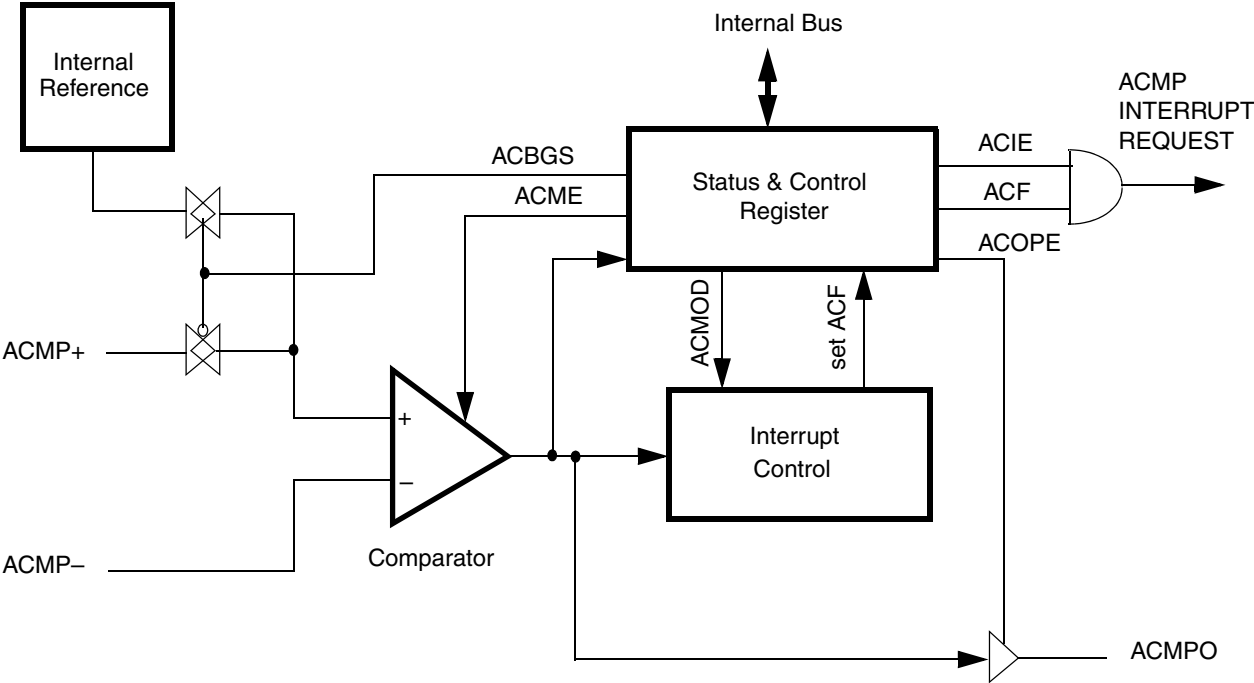 Internal Bus
Internal
Reference
ACMP
INTERRUPT
REQUEST
ACBGS
ACME
Status & Control
Register
ACIE
ACF
ACOPE
ACMOD
set ACF
ACMP+
+
–
Interrupt
Control
Comparator
ACMP–
ACMPO